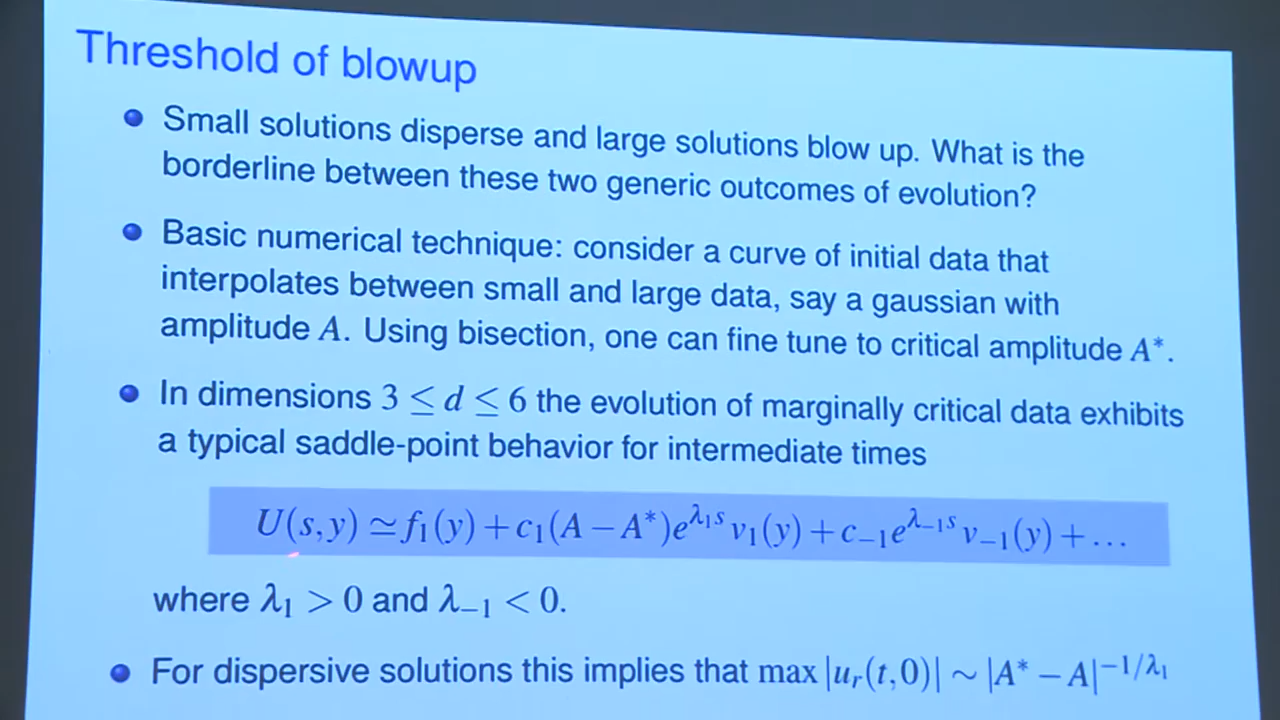 Threshold of blowup
Small solutions disperse and large solutions blow up. What is the
borderline between these two generic outcomes of evolution?
Basic numerical technique: consider a curve of initial data that
interpolates between small and large data, say a gaussian with
amplitude A. Using bisection, one can fine tune to critical amplitude A*.
In dimensions 3 ≤ d ≤ 6 the evolution of marginally critical data exhibits
a typical saddle-point behavior for intermediate times
U(s,y) ≃ f₁(y) + c₁(A − A*)e^{λ₁s} v₁(y) + c₋₁e^{λ₋₁s} v₋₁(y) + …
where λ₁ > 0 and λ₋₁ < 0.
For dispersive solutions this implies that max |uᵣ(t,0)| ∼ |A* − A|^{−1/λ₁}